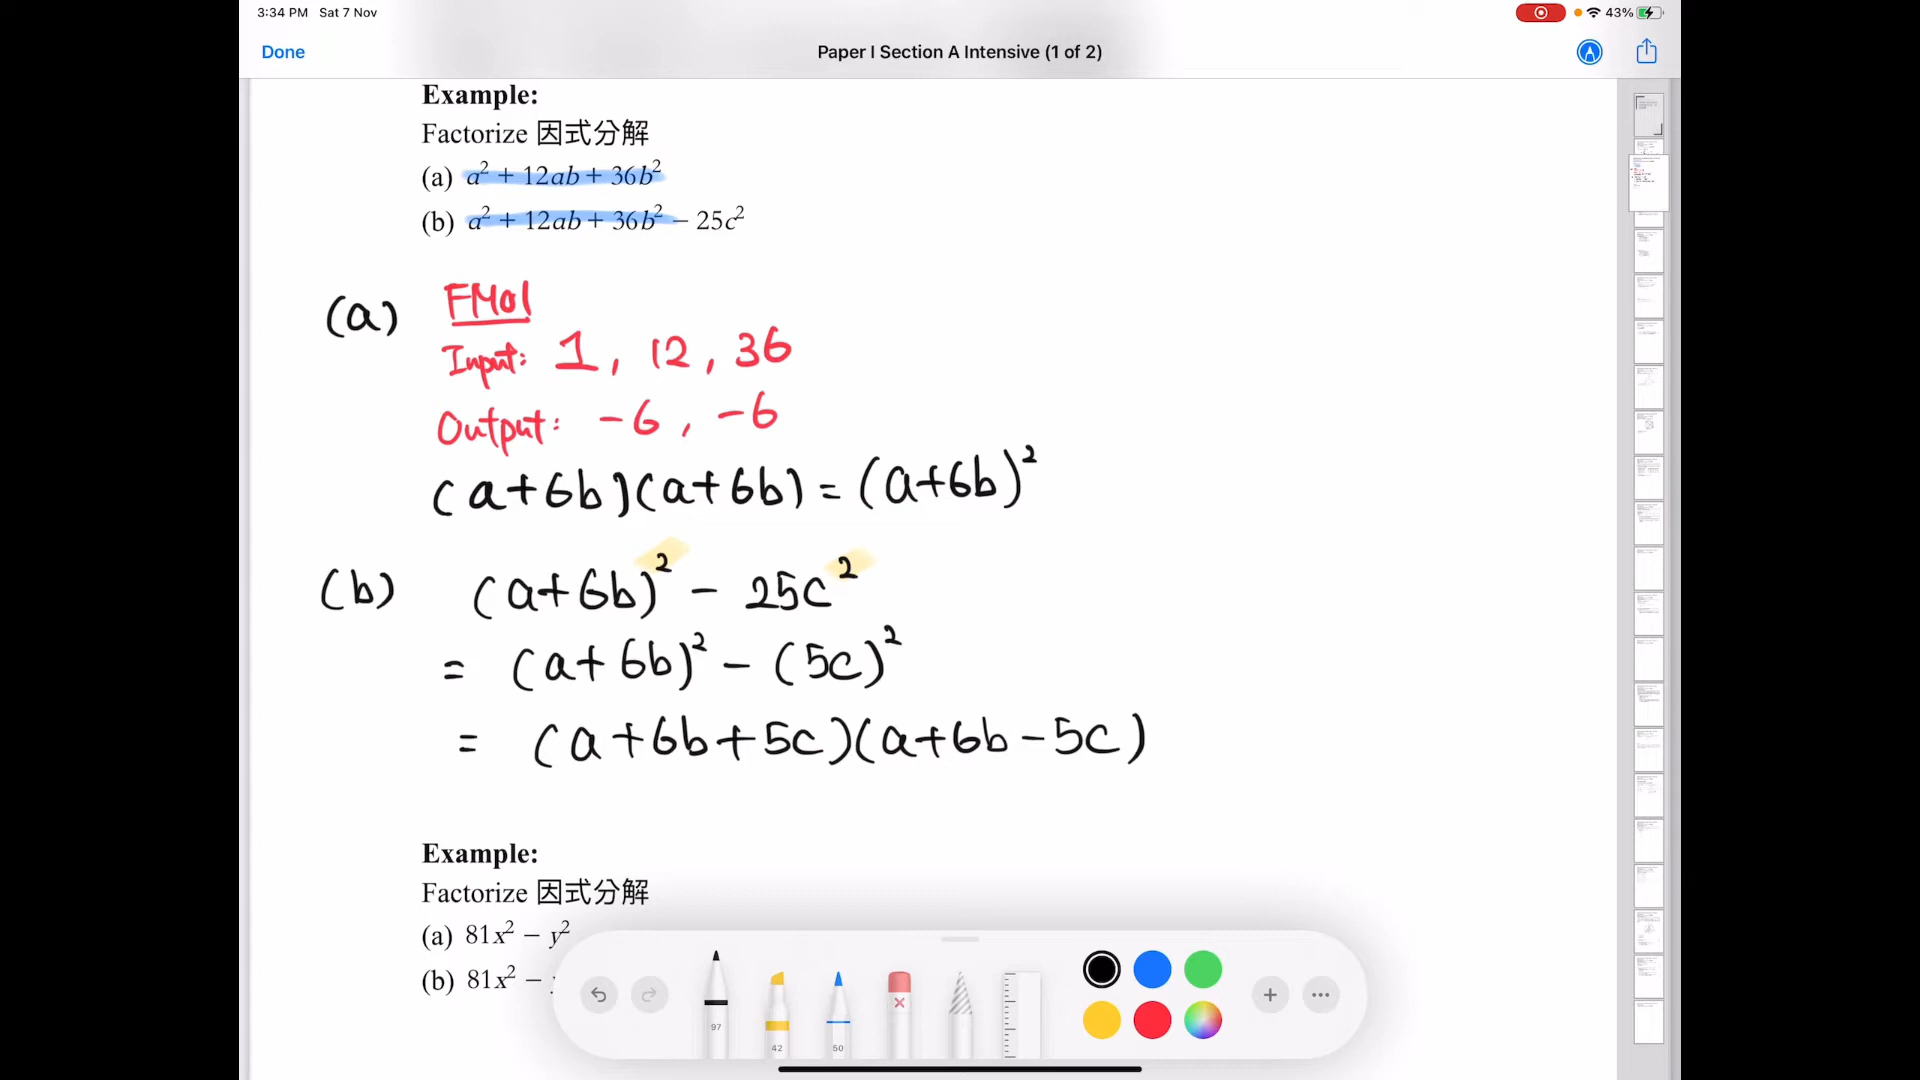 3:34 PM Sat 7 Nov
43%
Done
Paper I Section A Intensive (1 of 2)
Example:
Factorize 因式分解
(a) a² + 12ab + 36b²
(b) a² + 12ab + 36b² − 25c²
(a) FM01
Input: 1, 12, 36
Output: -6, -6
(a+6b)(a+6b) = (a+6b)²
(b) (a+6b)² - 25c²
= (a+6b)² - (5c)²
= (a+6b+5c)(a+6b-5c)
Example:
Factorize 因式分解
(a) 81x² − y²
(b) 81x² −
97
42
50